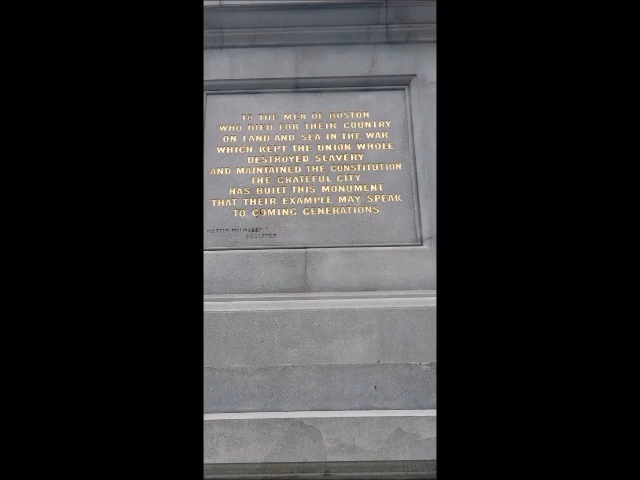 TO THE MEN OF BOSTON
WHO DIED FOR THEIR COUNTRY
ON LAND AND SEA IN THE WAR
WHICH KEPT THE UNION WHOLE
DESTROYED SLAVERY
AND MAINTAINED THE CONSTITUTION
THE GRATEFUL CITY
HAS BUILT THIS MONUMENT
THAT THEIR EXAMPLE MAY SPEAK
TO COMING GENERATIONS
MARTIN MILMORE
SCULPTOR